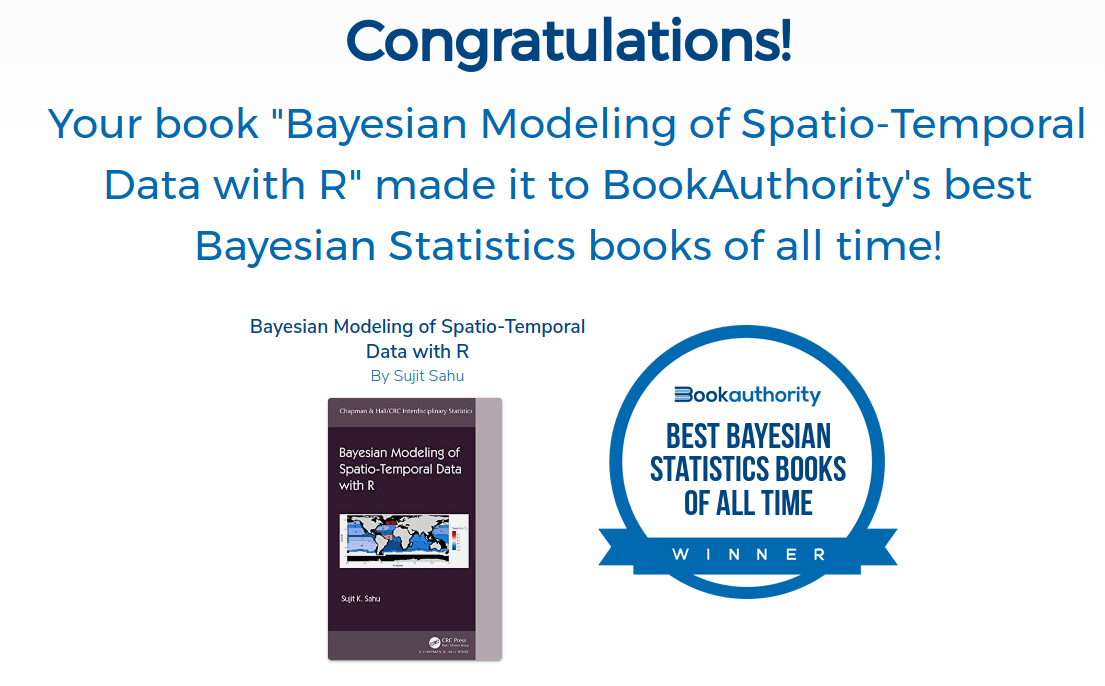 Congratulations!
Your book "Bayesian Modeling of Spatio-Temporal
Data with R" made it to BookAuthority's best
Bayesian Statistics books of all time!
Bayesian Modeling of Spatio-Temporal
Data with R
By Sujit Sahu
Chapman & Hall/CRC Interdisciplinary Statistics
Bayesian Modeling of
Spatio-Temporal Data
with R
Sujit K. Sahu
CRC Press
Bookauthority
BEST BAYESIAN
STATISTICS BOOKS
OF ALL TIME
WINNER